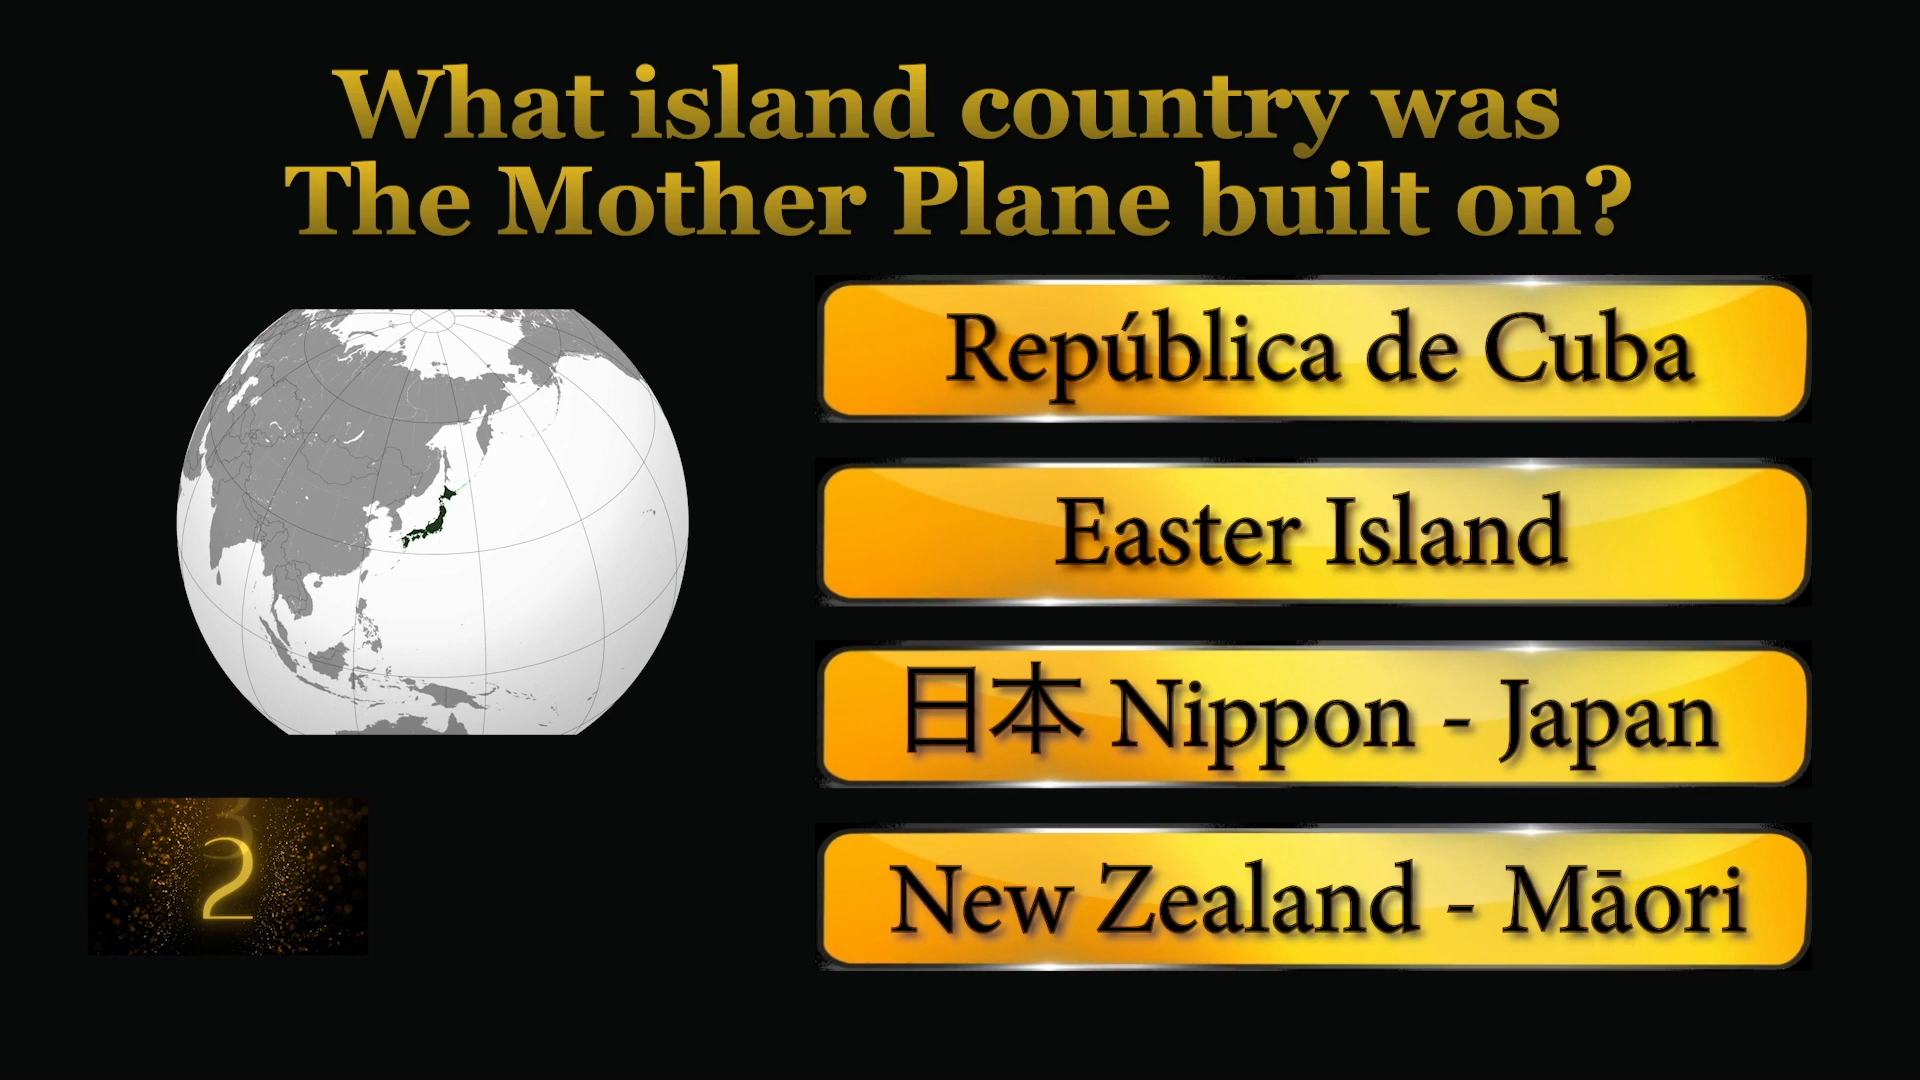 What island country was
The Mother Plane built on?
República de Cuba
Easter Island
日本 Nippon - Japan
New Zealand - Māori
2